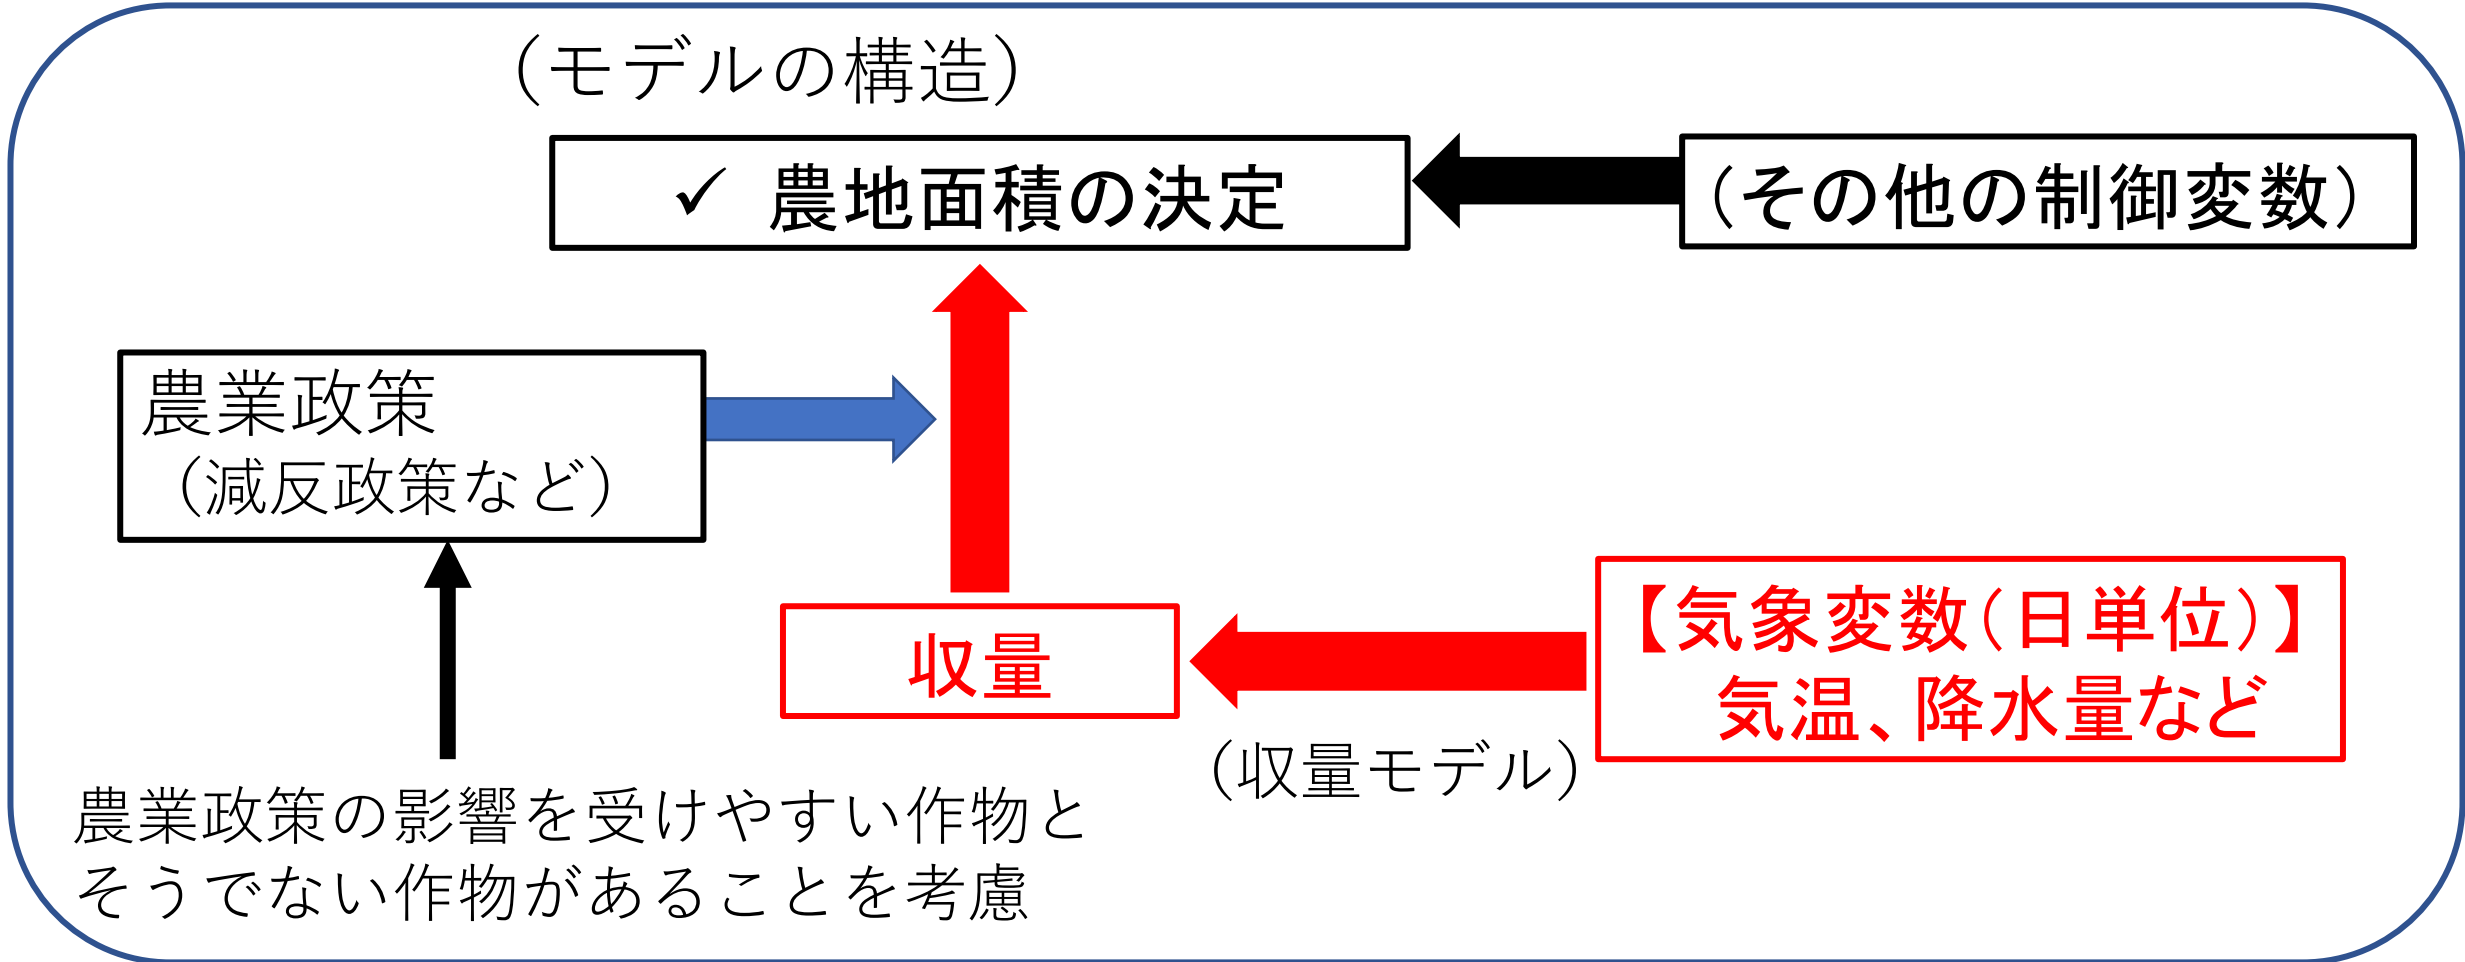 （モデルの構造）
✓ 農地面積の決定
（その他の制御変数）
農業政策
（減反政策など）
収量
【気象変数（日単位）】
気温、降水量など
（収量モデル）
農業政策の影響を受けやすい作物と
そうでない作物があることを考慮